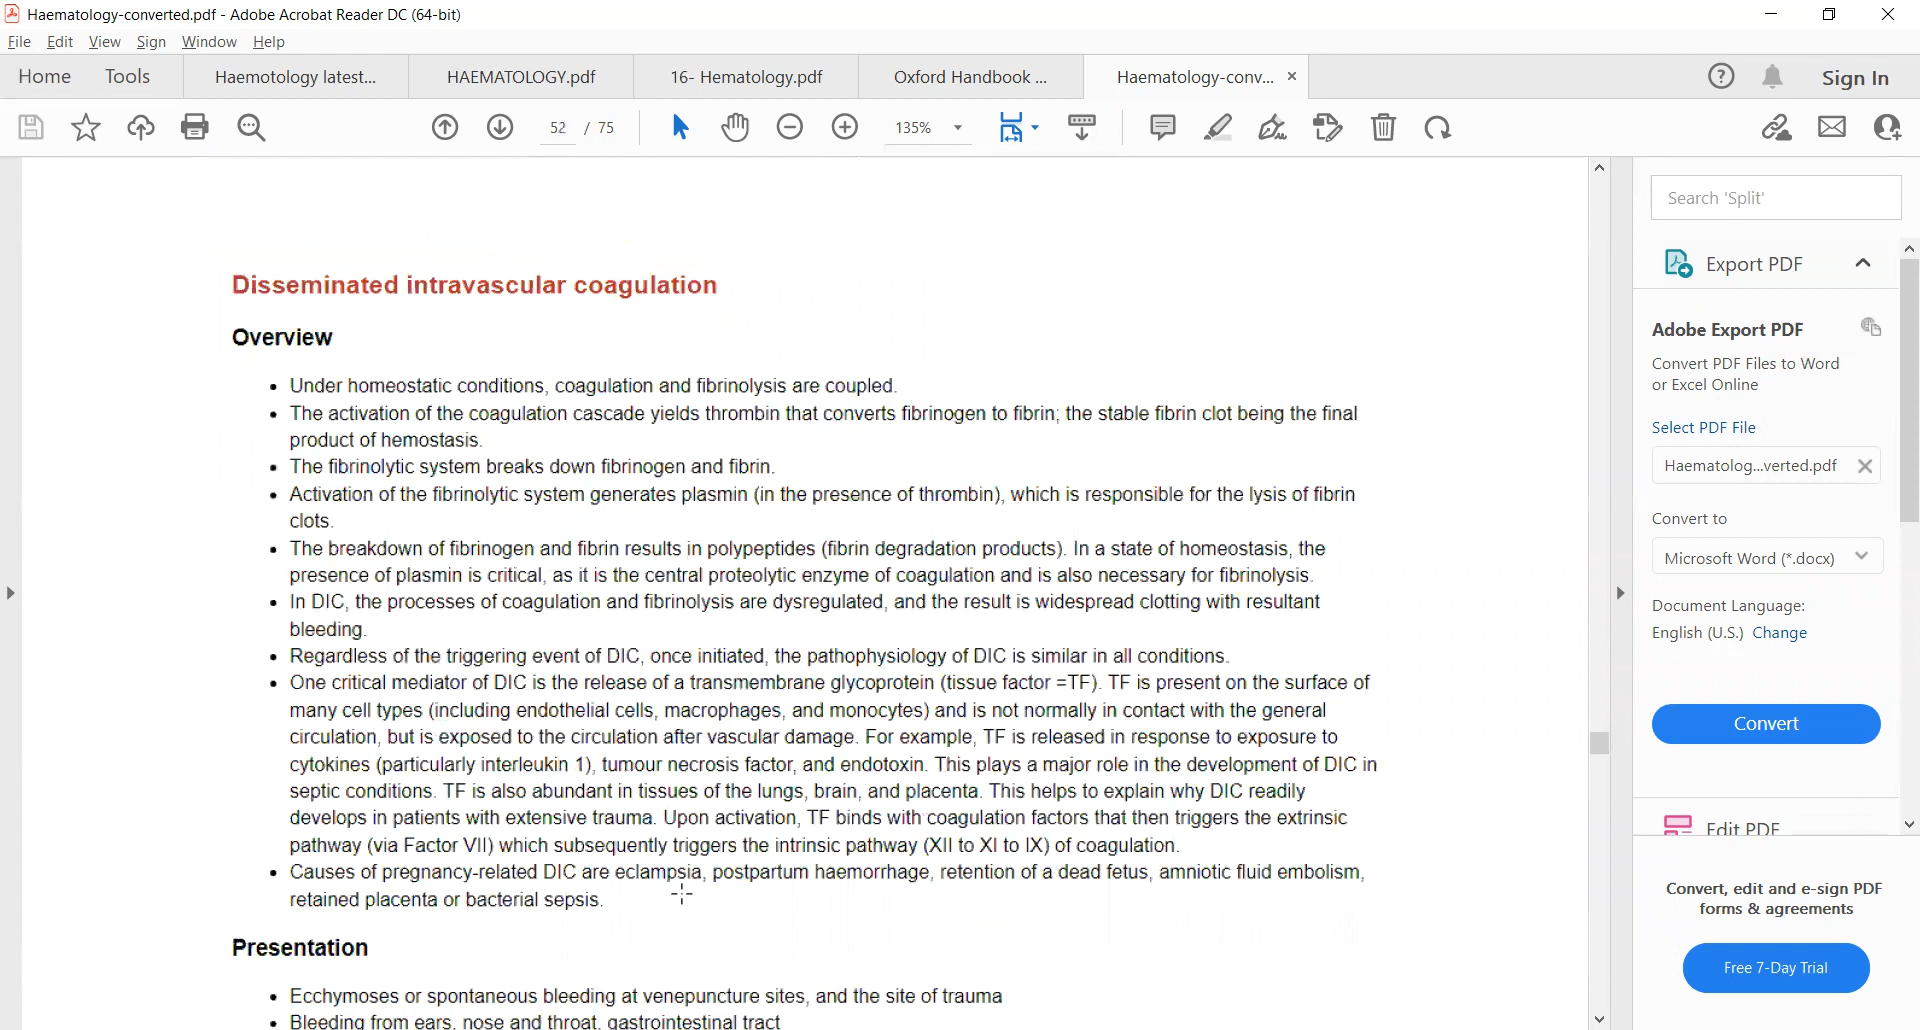 Haematology-converted.pdf - Adobe Acrobat Reader DC (64-bit)
File Edit View Sign Window Help
Home Tools Haemotology latest... HAEMATOLOGY.pdf 16- Hematology.pdf Oxford Handbook ... Haematology-conv... Sign In
52 / 75 135%
Disseminated intravascular coagulation
Overview
• Under homeostatic conditions, coagulation and fibrinolysis are coupled.
• The activation of the coagulation cascade yields thrombin that converts fibrinogen to fibrin; the stable fibrin clot being the final
product of hemostasis.
• The fibrinolytic system breaks down fibrinogen and fibrin.
• Activation of the fibrinolytic system generates plasmin (in the presence of thrombin), which is responsible for the lysis of fibrin
clots.
• The breakdown of fibrinogen and fibrin results in polypeptides (fibrin degradation products). In a state of homeostasis, the
presence of plasmin is critical, as it is the central proteolytic enzyme of coagulation and is also necessary for fibrinolysis.
• In DIC, the processes of coagulation and fibrinolysis are dysregulated, and the result is widespread clotting with resultant
bleeding.
• Regardless of the triggering event of DIC, once initiated, the pathophysiology of DIC is similar in all conditions.
• One critical mediator of DIC is the release of a transmembrane glycoprotein (tissue factor =TF). TF is present on the surface of
many cell types (including endothelial cells, macrophages, and monocytes) and is not normally in contact with the general
circulation, but is exposed to the circulation after vascular damage. For example, TF is released in response to exposure to
cytokines (particularly interleukin 1), tumour necrosis factor, and endotoxin. This plays a major role in the development of DIC in
septic conditions. TF is also abundant in tissues of the lungs, brain, and placenta. This helps to explain why DIC readily
develops in patients with extensive trauma. Upon activation, TF binds with coagulation factors that then triggers the extrinsic
pathway (via Factor VII) which subsequently triggers the intrinsic pathway (XII to XI to IX) of coagulation.
• Causes of pregnancy-related DIC are eclampsia, postpartum haemorrhage, retention of a dead fetus, amniotic fluid embolism,
retained placenta or bacterial sepsis.
Presentation
• Ecchymoses or spontaneous bleeding at venepuncture sites, and the site of trauma
• Bleeding from ears, nose and throat, gastrointestinal tract
Search 'Split'
Export PDF
Adobe Export PDF
Convert PDF Files to Word
or Excel Online
Select PDF File
Haematolog...verted.pdf
Convert to
Microsoft Word (*.docx)
Document Language:
English (U.S.) Change
Convert
Edit PDF
Convert, edit and e-sign PDF
forms & agreements
Free 7-Day Trial